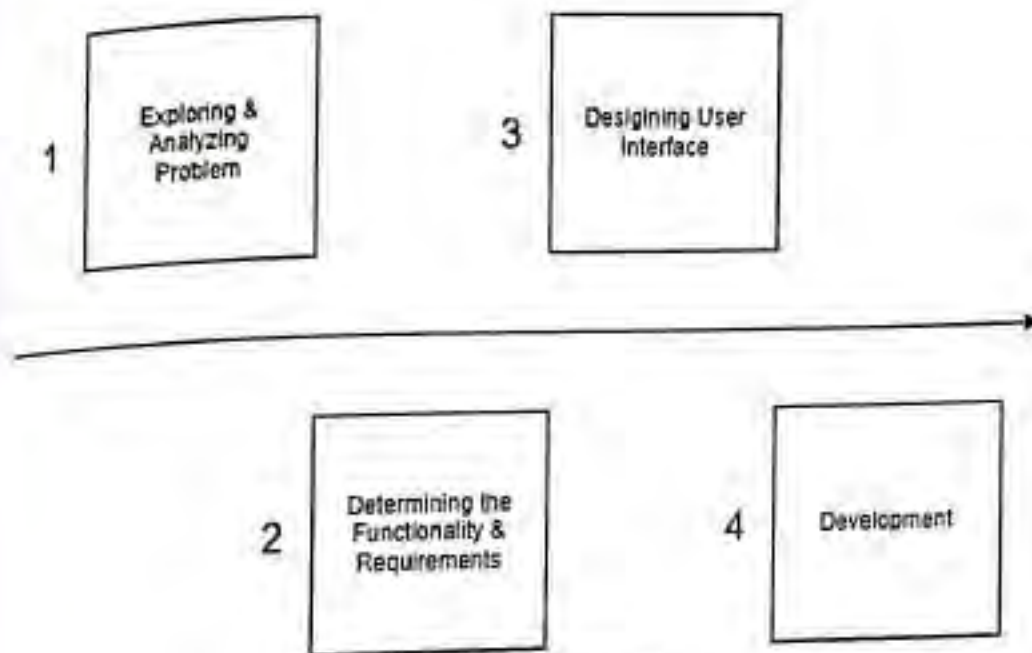 1
Exploring &
Analyzing
Problem
2
Determining the
Functionality &
Requirements
3
Desigining User
Interface
4
Development